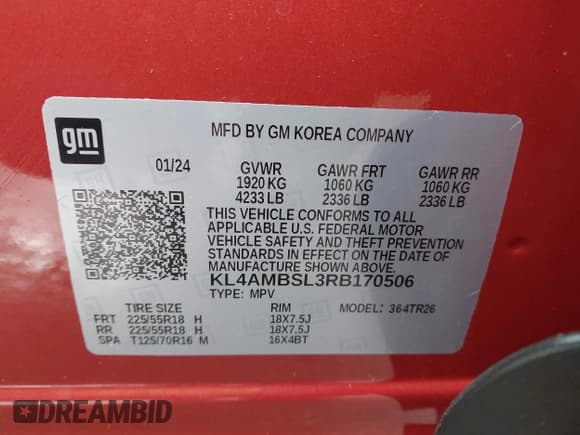 gm
MFD BY GM KOREA COMPANY
01/24 GVWR GAWR FRT GAWR RR
1920 KG 1060 KG 1060 KG
4233 LB 2336 LB 2336 LB
THIS VEHICLE CONFORMS TO ALL
APPLICABLE U.S. FEDERAL MOTOR
VEHICLE SAFETY AND THEFT PREVENTION
STANDARDS IN EFFECT ON THE DATE OF
MANUFACTURE SHOWN ABOVE.
KL4AMBSL3RB170506
TYPE: MPV MODEL: 364TR26
TIRE SIZE RIM
FRT 225/55R18 H 18X7.5J
RR 225/55R18 H 18X7.5J
SPA T125/70R16 M 16X4BT
DREAMBID